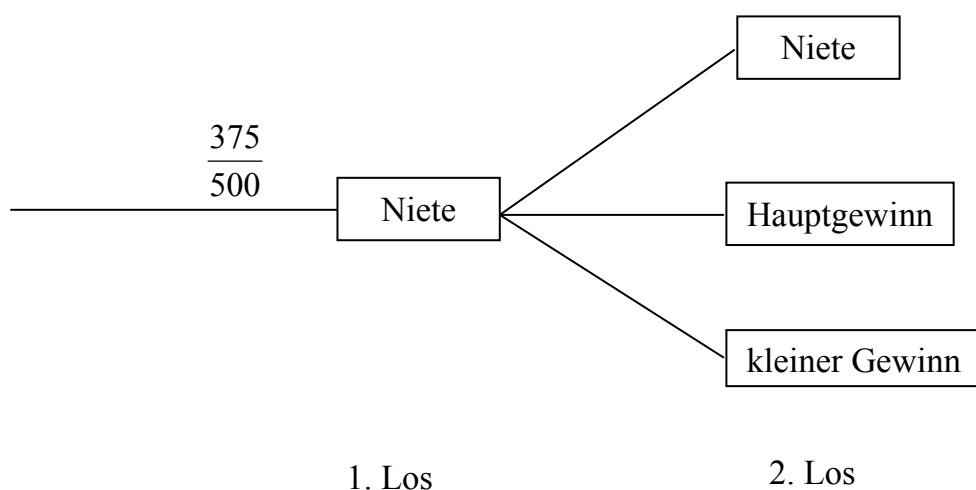 Niete
375
500
Niete
Hauptgewinn
kleiner Gewinn
1. Los
2. Los